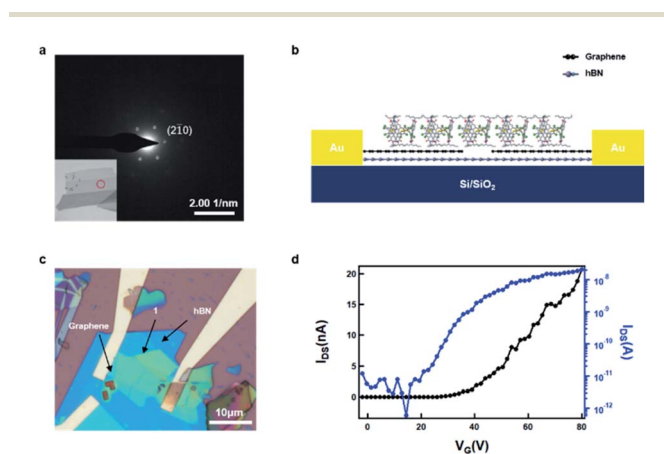 a
(2̄10)
2.00 1/nm
b
Graphene
hBN
Au
Au
Si/SiO₂
c
Graphene
1
hBN
10μm
d
20
15
10
5
0
I_DS(nA)
10⁻⁸
10⁻⁹
10⁻¹⁰
10⁻¹¹
10⁻¹²
I_DS(A)
0 20 40 60 80
V_G(V)